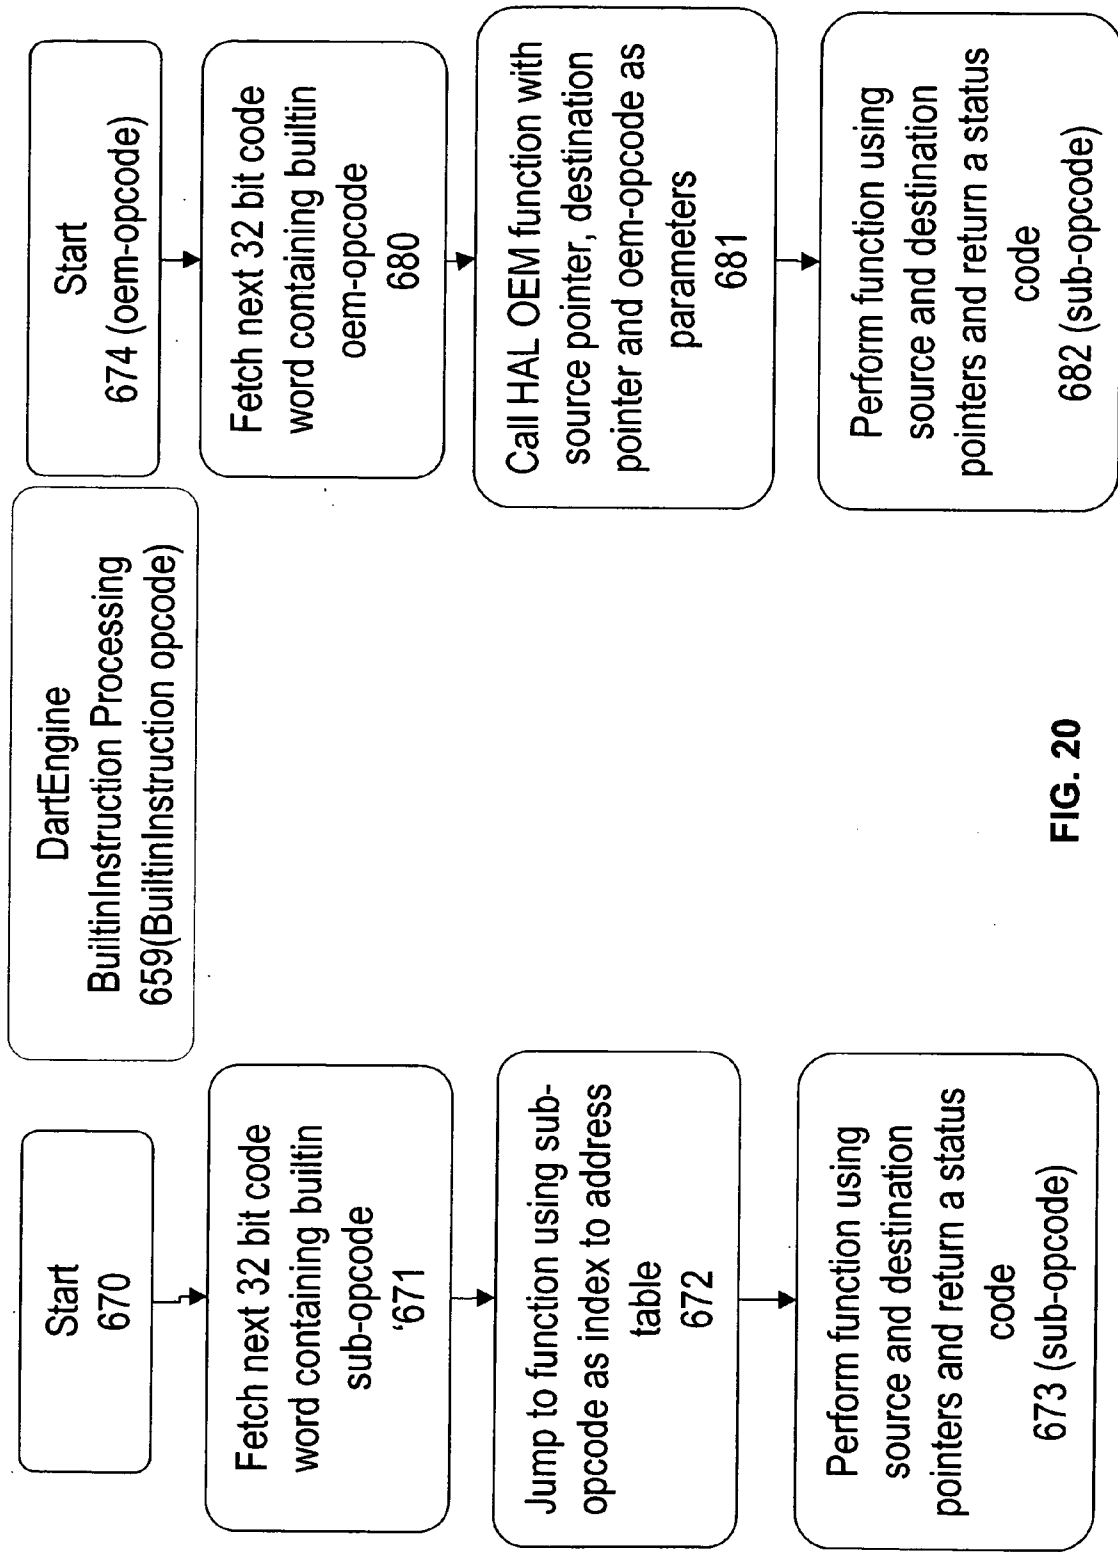 DartEngine
BuiltinInstruction Processing
659(BuiltinInstruction opcode)
Start
670
Fetch next 32 bit code
word containing builtin
sub-opcode
‘671
Jump to function using sub-
opcode as index to address
table
672
Perform function using
source and destination
pointers and return a status
code
673 (sub-opcode)
Start
674 (oem-opcode)
Fetch next 32 bit code
word containing builtin
oem-opcode
680
Call HAL OEM function with
source pointer, destination
pointer and oem-opcode as
parameters
681
Perform function using
source and destination
pointers and return a status
code
682 (sub-opcode)
FIG. 20